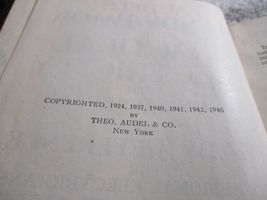 COPYRIGHTED, 1924, 1937, 1940, 1941, 1942, 1946
BY
THEO. AUDEL & CO.
NEW YORK